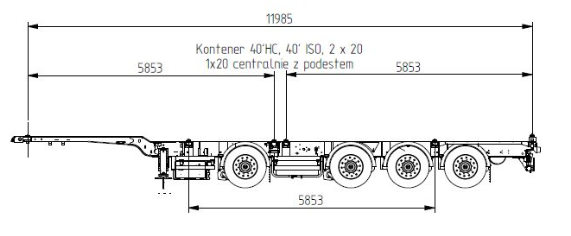 11985
Kontener 40'HC, 40' ISO, 2 x 20
1x20 centralnie z podestem
5853
5853
5853